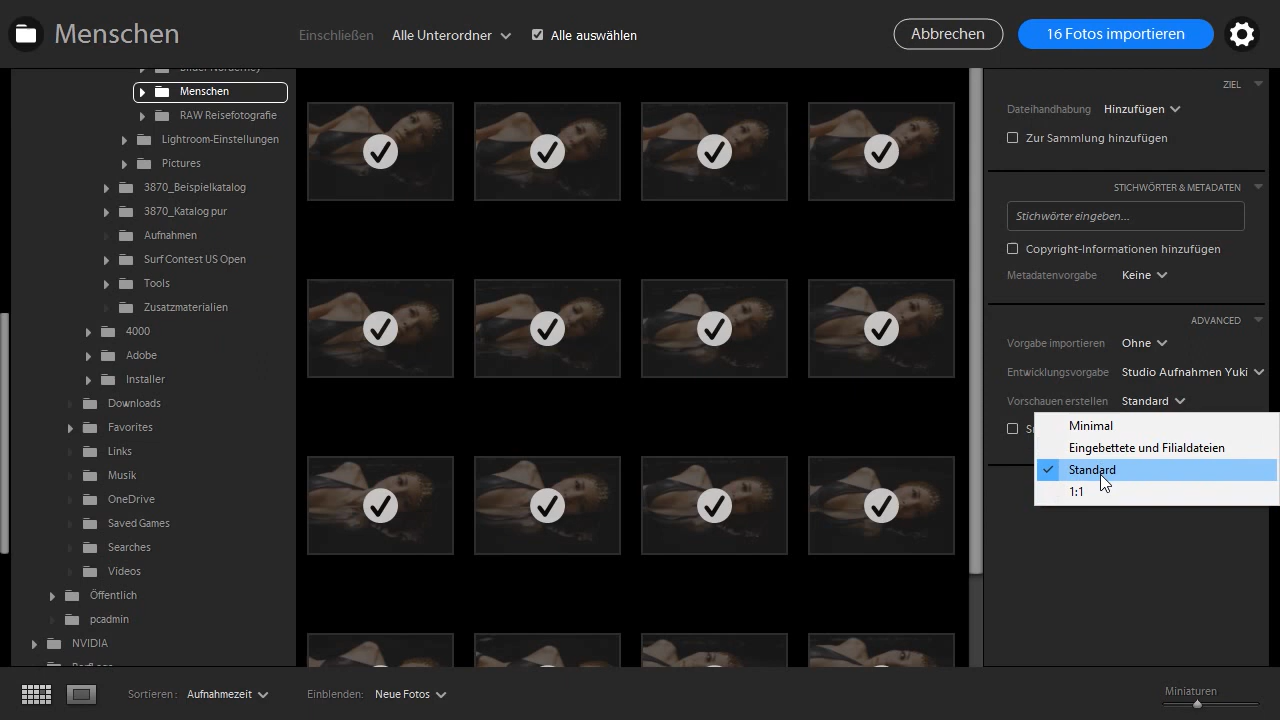 Menschen
Einschließen
Alle Unterordner
Alle auswählen
Abbrechen
16 Fotos importieren
Menschen
RAW Reisefotografie
Lightroom-Einstellungen
Pictures
3870_Beispielkatalog
3870_Katalog pur
Aufnahmen
Surf Contest US Open
Tools
Zusatzmaterialien
4000
Adobe
Installer
Downloads
Favorites
Links
Musik
OneDrive
Saved Games
Searches
Videos
Öffentlich
pcadmin
NVIDIA
ZIEL
Dateihandhabung Hinzufügen
Zur Sammlung hinzufügen
STICHWÖRTER & METADATEN
Stichwörter eingeben...
Copyright-Informationen hinzufügen
Metadatenvorgabe Keine
ADVANCED
Vorgabe importieren Ohne
Entwicklungsvorgabe Studio Aufnahmen Yuki
Vorschauen erstellen Standard
Minimal
Eingebettete und Filialdateien
Standard
1:1
Sortieren: Aufnahmezeit
Einblenden: Neue Fotos
Miniaturen